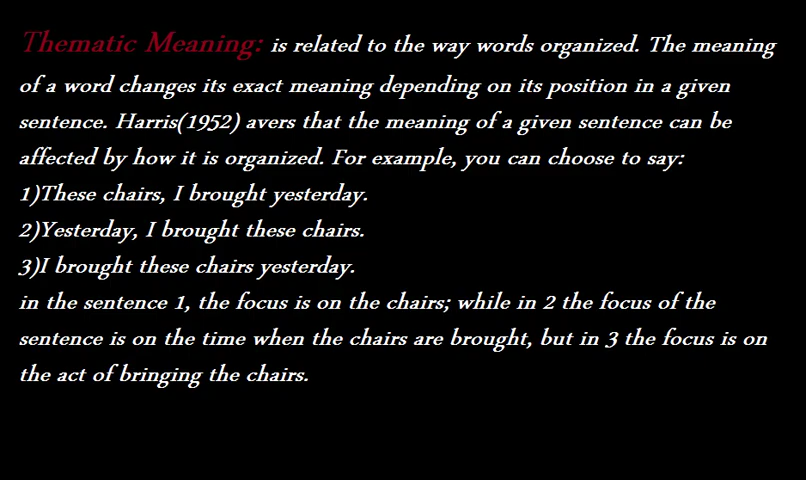 Thematic Meaning: is related to the way words organized. The meaning
of a word changes its exact meaning depending on its position in a given
sentence. Harris(1952) avers that the meaning of a given sentence can be
affected by how it is organized. For example, you can choose to say:
1)These chairs, I brought yesterday.
2)Yesterday, I brought these chairs.
3)I brought these chairs yesterday.
in the sentence 1, the focus is on the chairs; while in 2 the focus of the
sentence is on the time when the chairs are brought, but in 3 the focus is on
the act of bringing the chairs.